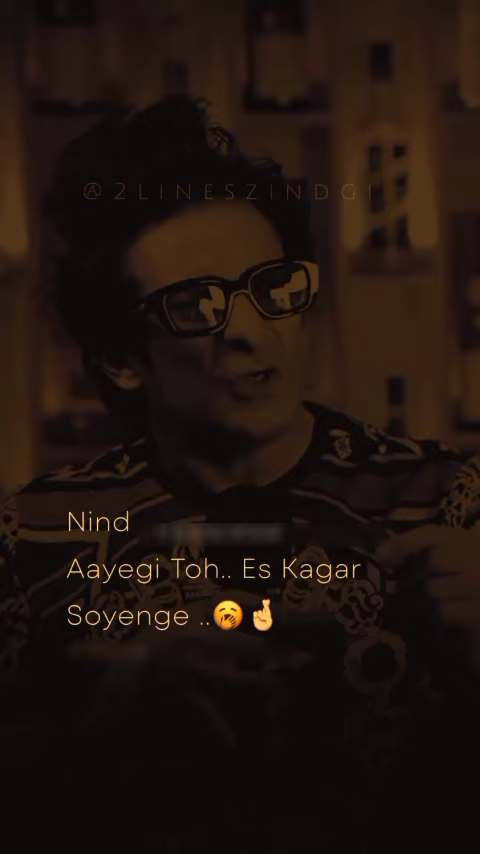 @2LINESZINDGI
Nind
Aayegi Toh.. Es Kagar
Soyenge ..🥱🤞